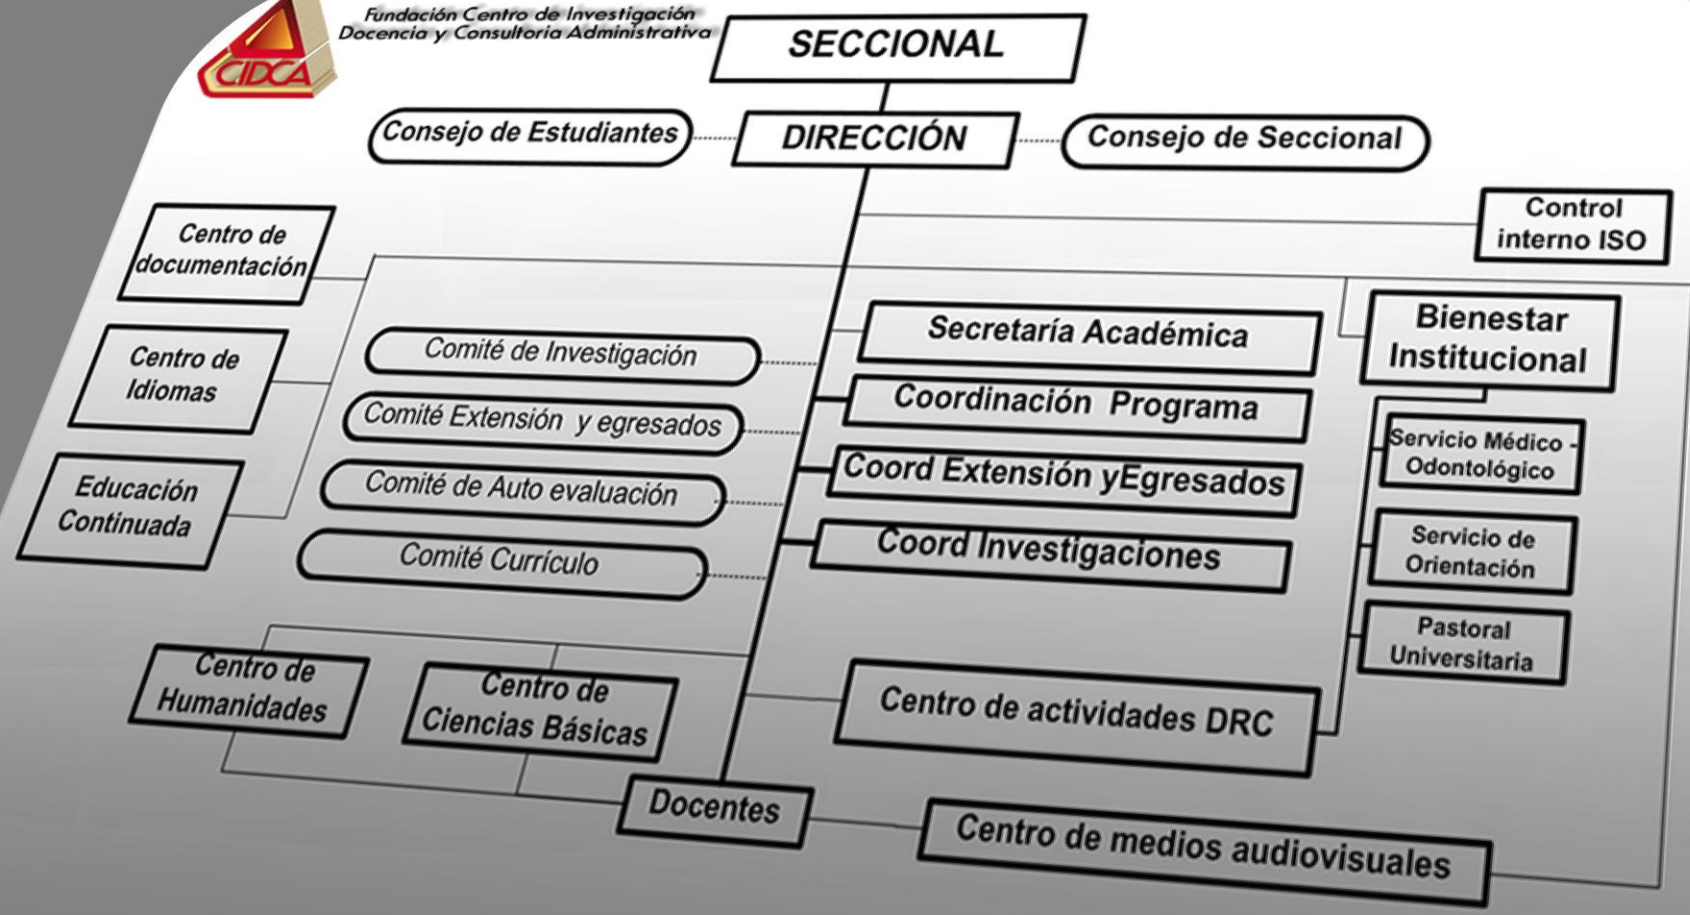 Fundación Centro de Investigación
Docencia y Consultoria Administrativa
CIDCA
SECCIONAL
Consejo de Estudiantes
DIRECCIÓN
Consejo de Seccional
Control
interno ISO
Centro de
documentación
Centro de
Idiomas
Educación
Continuada
Comité de Investigación
Comité Extensión y egresados
Comité de Auto evaluación
Comité Currículo
Secretaría Académica
Coordinación Programa
Coord Extensión yEgresados
Coord Investigaciones
Bienestar
Institucional
Servicio Médico -
Odontológico
Servicio de
Orientación
Pastoral
Universitaria
Centro de
Humanidades
Centro de
Ciencias Básicas
Centro de actividades DRC
Docentes
Centro de medios audiovisuales